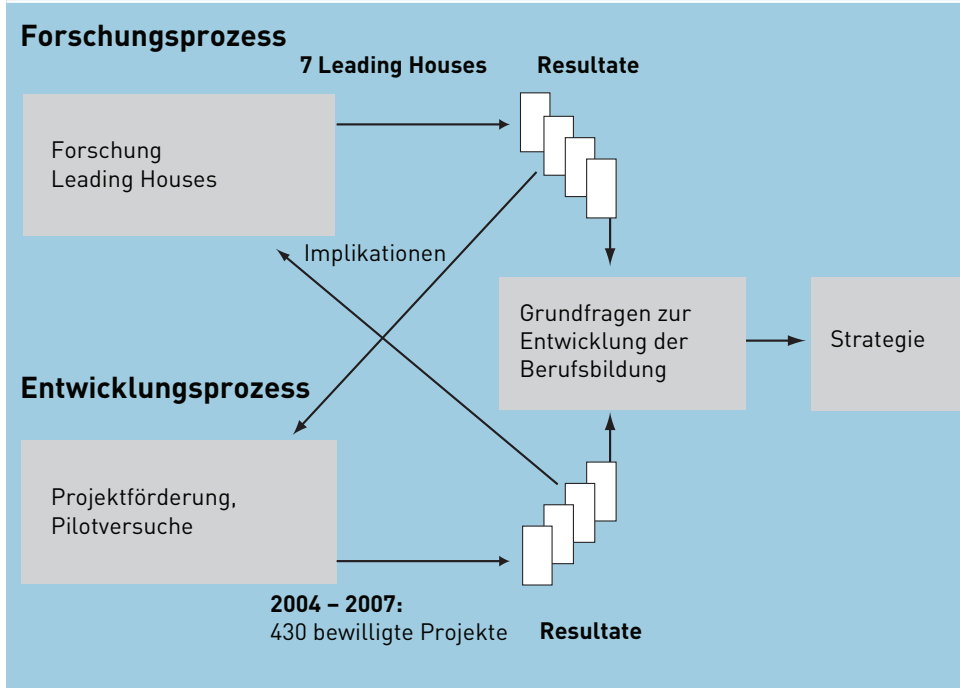 Forschungsprozess
7 Leading Houses
Resultate
Forschung
Leading Houses
Implikationen
Grundfragen zur
Entwicklung der
Berufsbildung
Strategie
Entwicklungsprozess
Projektförderung,
Pilotversuche
2004 – 2007:
430 bewilligte Projekte
Resultate